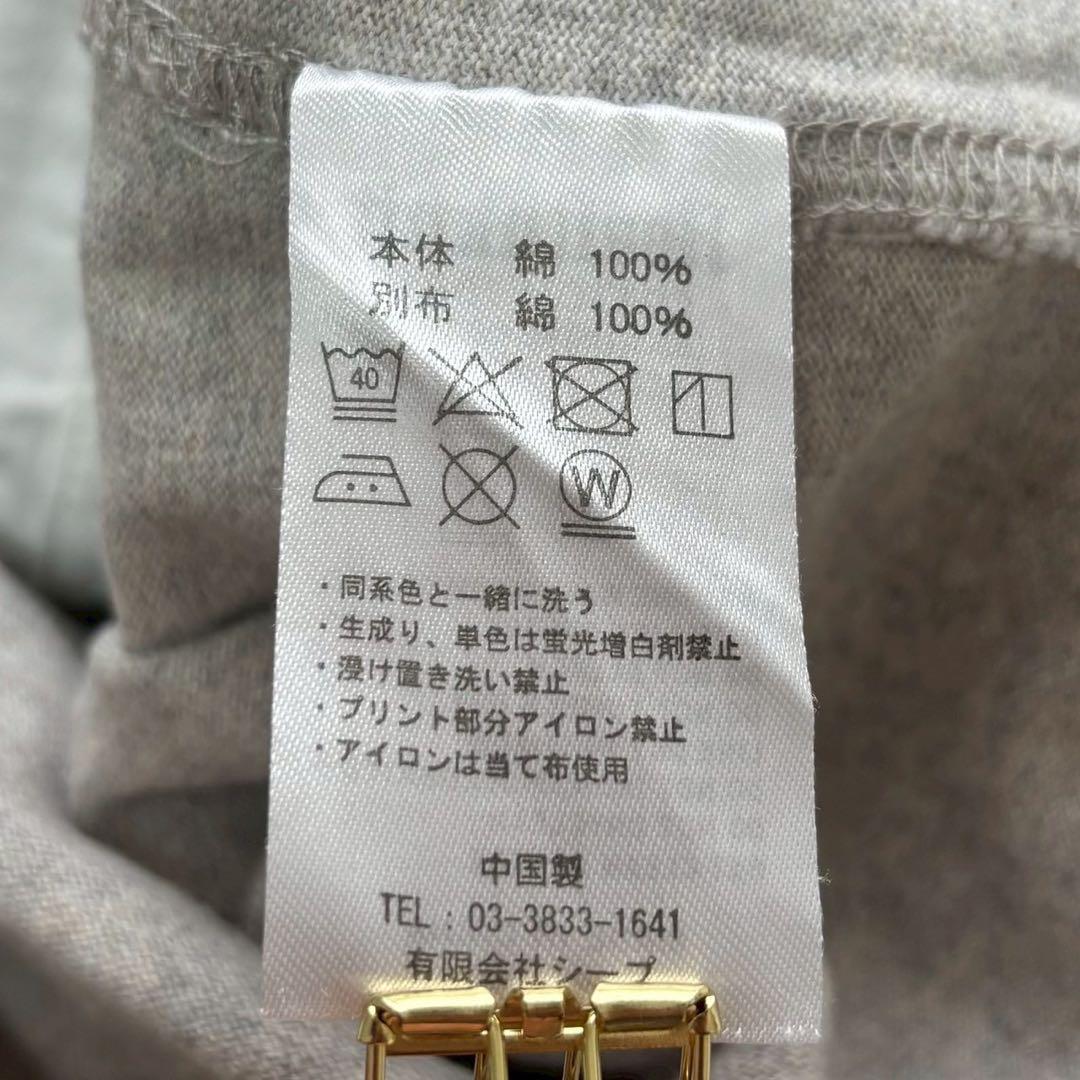 本体 綿 100%
別布 綿 100%
40
W
・同系色と一緒に洗う
・生成り、単色は蛍光増白剤禁止
・浸け置き洗い禁止
・プリント部分アイロン禁止
・アイロンは当て布使用
中国製
TEL：03-3833-1641
有限会社シープ